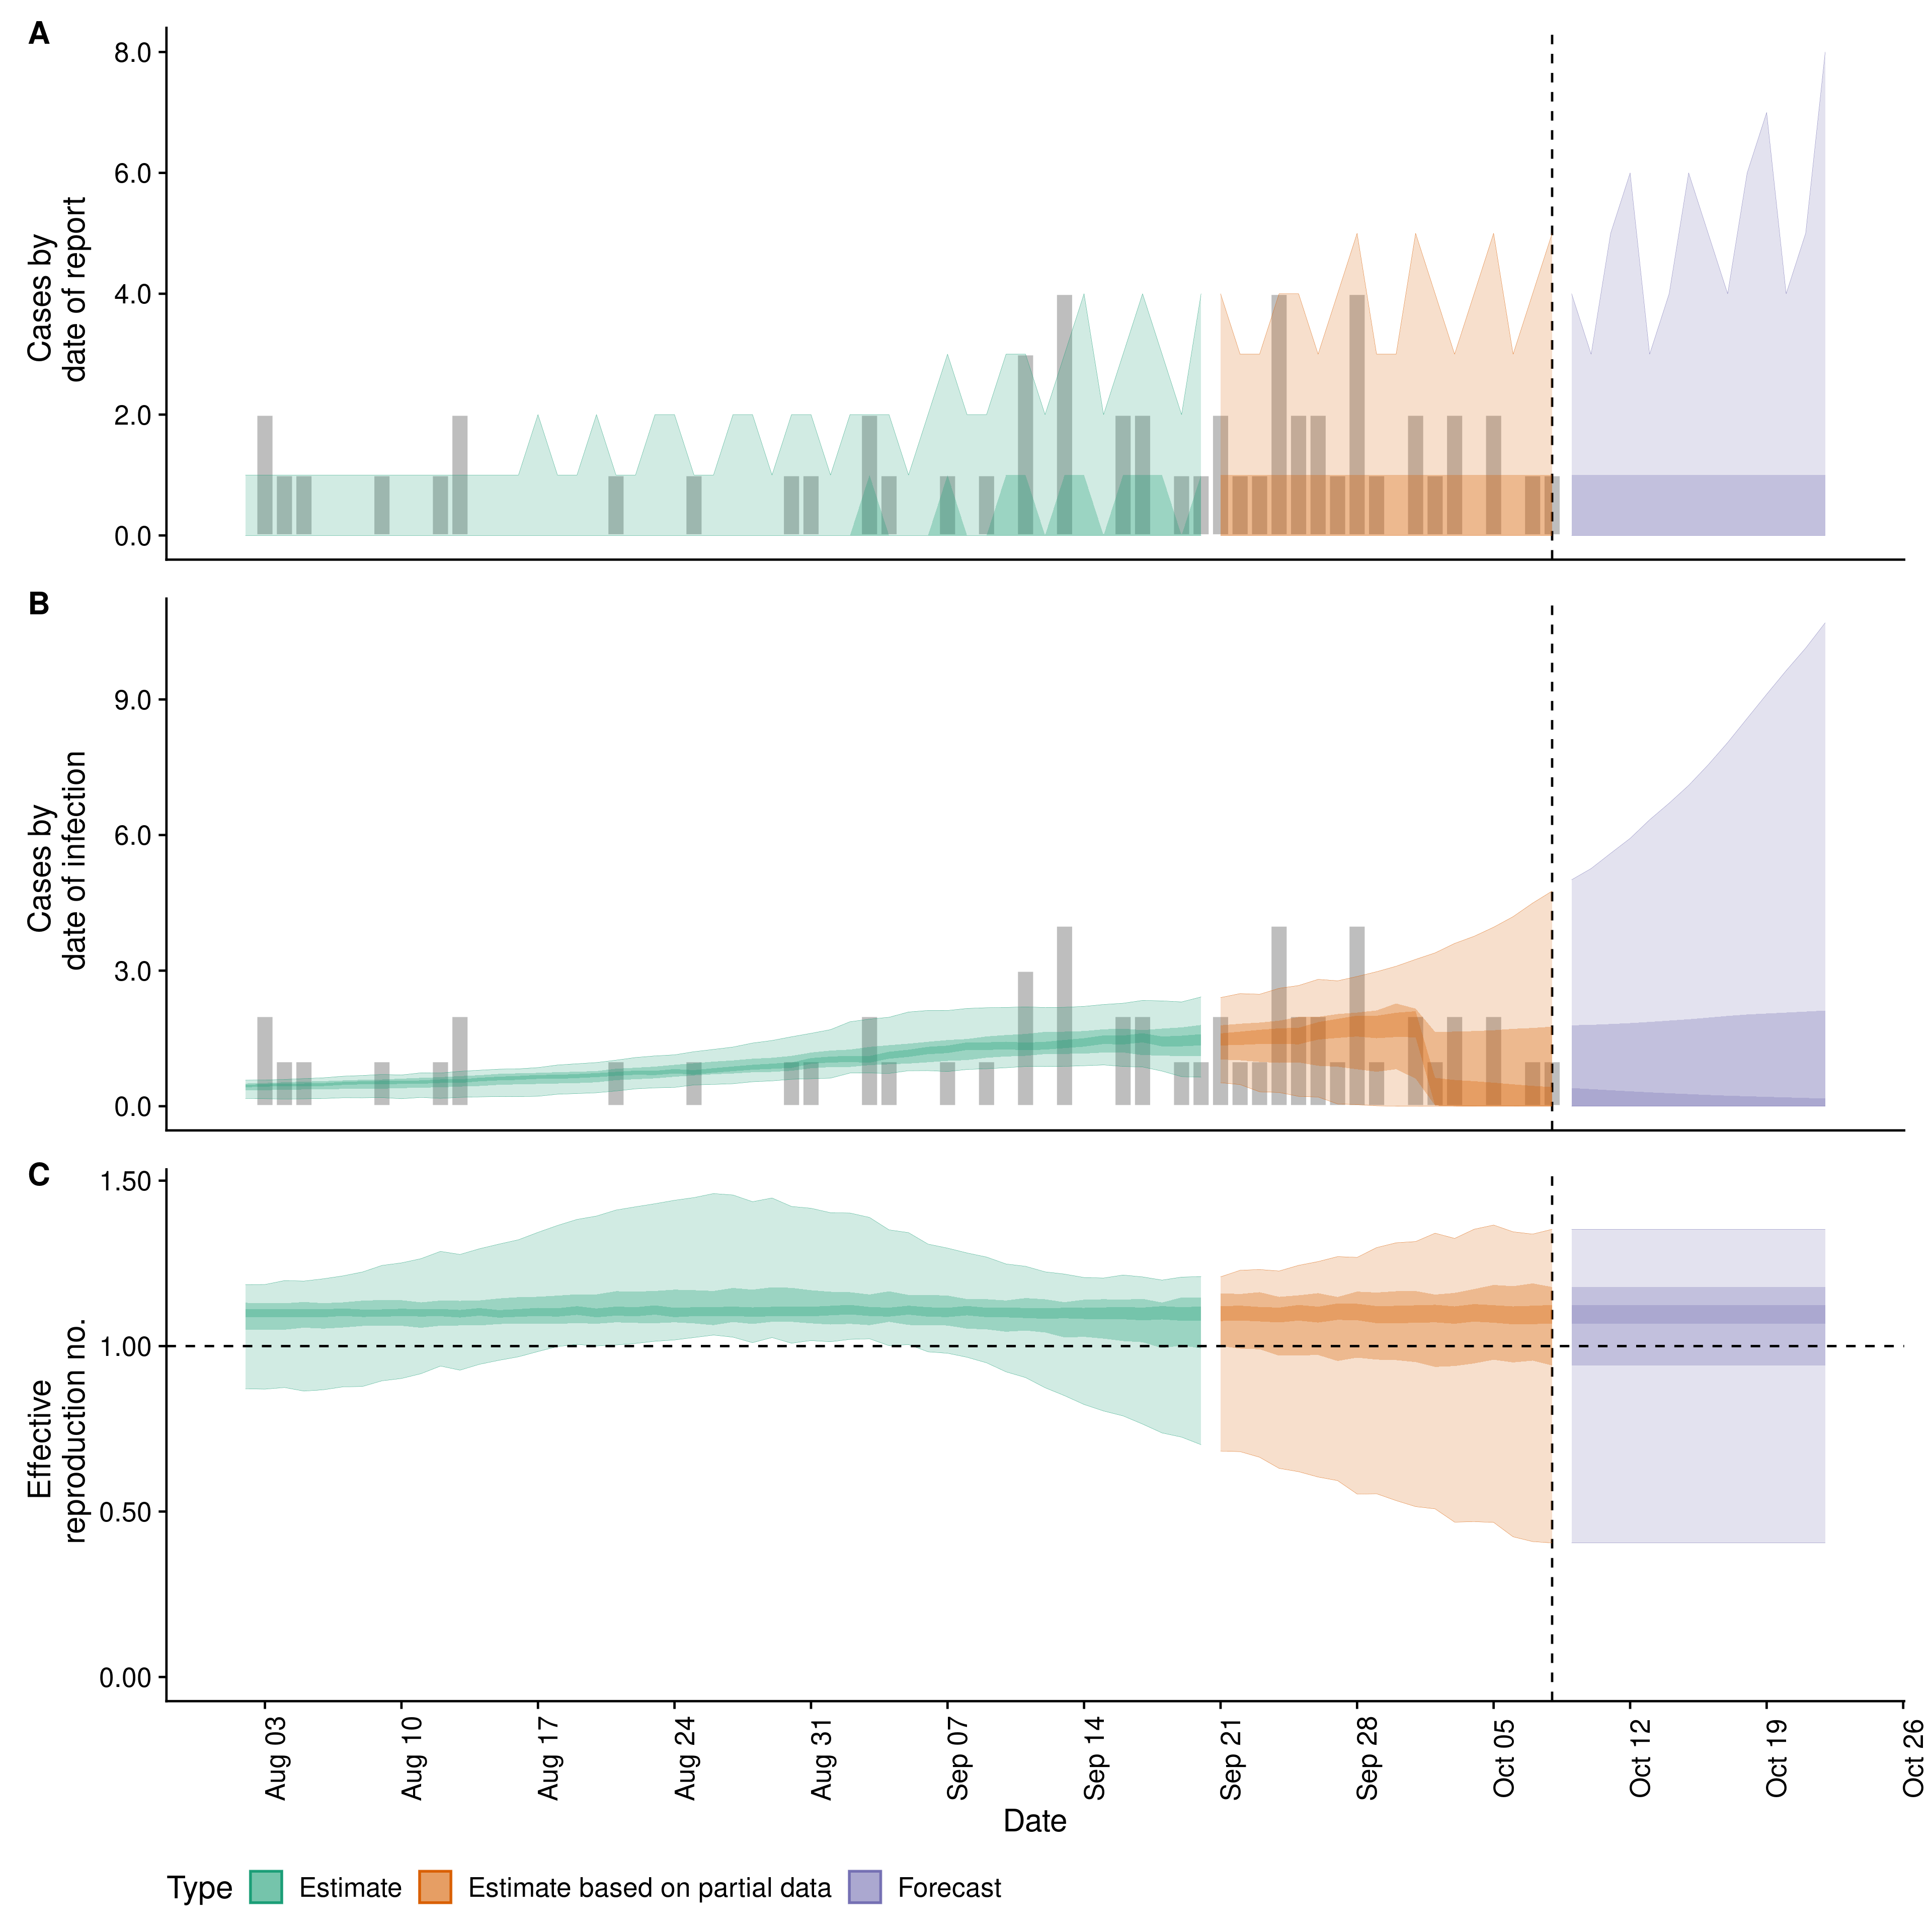 A
8.0
6.0
4.0
2.0
0.0
Cases by
date of report
B
9.0
6.0
3.0
0.0
Cases by
date of infection
C
1.50
1.00
0.50
0.00
Effective
reproduction no.
Aug 03
Aug 10
Aug 17
Aug 24
Aug 31
Sep 07
Sep 14
Sep 21
Sep 28
Oct 05
Oct 12
Oct 19
Oct 26
Date
Type Estimate Estimate based on partial data Forecast